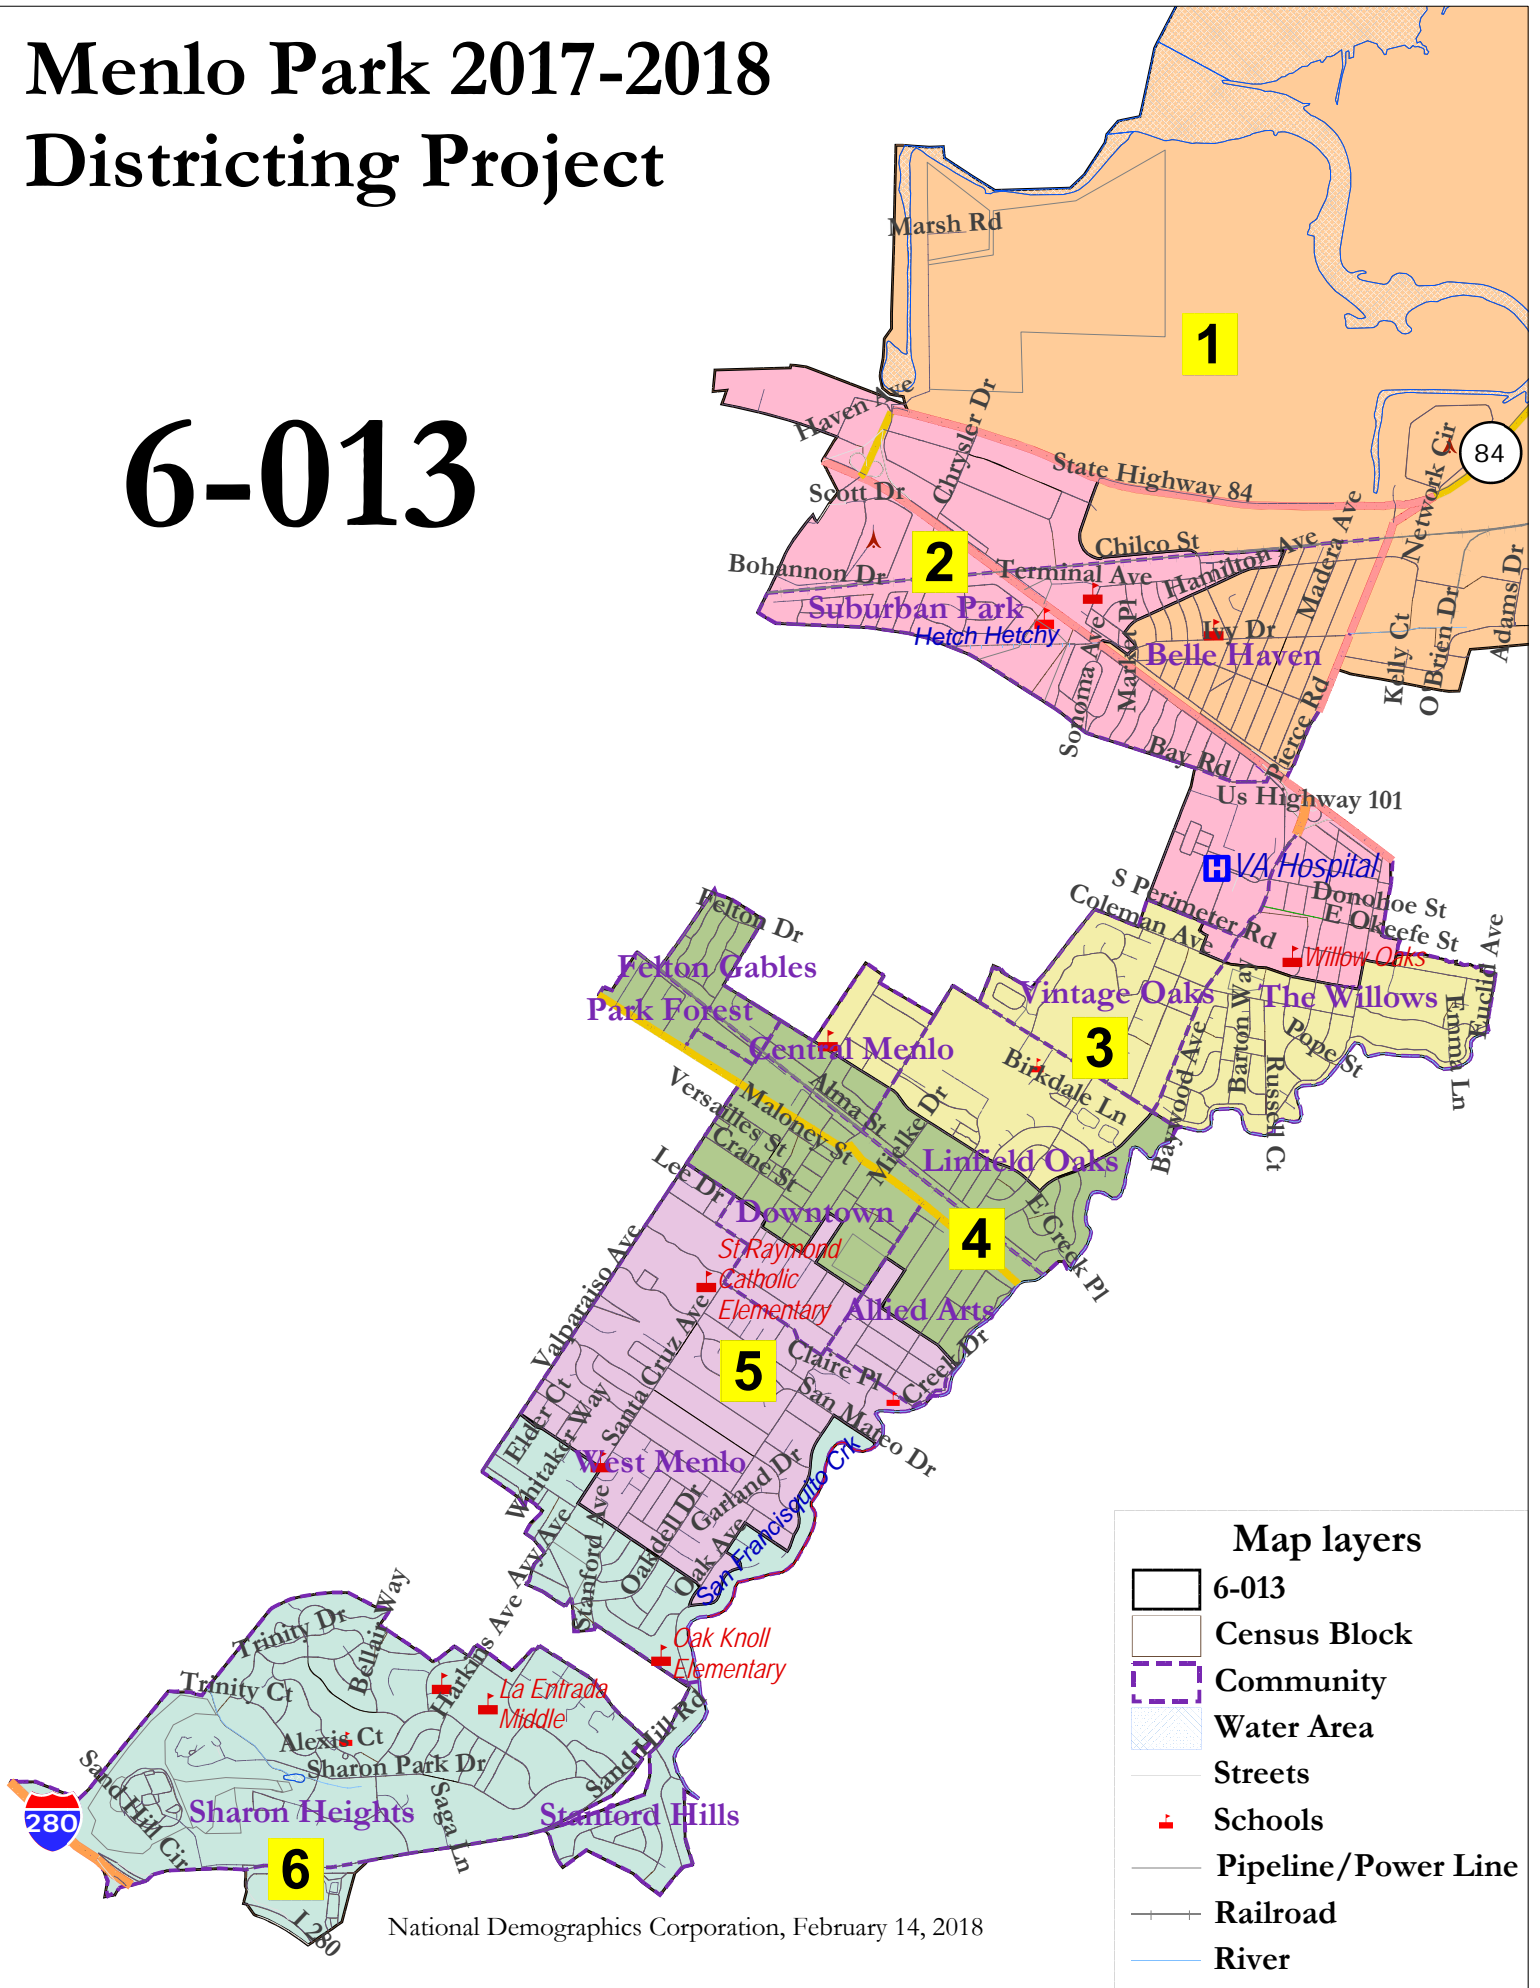 Menlo Park 2017-2018
Districting Project
6-013
Marsh Rd
1
Haven Ave
Chrysler Dr
State Highway 84
Network Cir
84
Scott Dr
Madera Ave
Chilco St
Hamilton Ave
Adams Dr
2
Bohannon Dr
Terminal Ave
Suburban Park
Hetch Hetchy
Market Pl
Ivy Dr
Belle Haven
Kelly Ct
O'Brien Dr
Sonoma Ave
Pierce Rd
Bay Rd
Us Highway 101
H
VA Hospital
S Perimeter Rd
Donohoe St
Coleman Ave
E Okeefe St
Willow Oaks
Euclid Ave
Felton Dr
Felton Gables
Park Forest
Vintage Oaks
The Willows
Barton Way
Emma Ln
Central Menlo
3
Pope St
Birkdale Ln
Baywood Ave
Russell Ct
Alma St
Maloney St
Versailles St
Mielke Dr
Crane St
Linfield Oaks
Lee Dr
Downtown
4
E Creek Pl
St Raymond
Catholic
Elementary
Valparaiso Ave
Allied Arts
Santa Cruz Ave
5
Claire Pl
Creek Dr
San Mateo Dr
Elder Ct
Whitaker Way
West Menlo
Garland Dr
San Francisquito Crk
Oakdell Dr
Oak Ave
Stanford Ave
Avy Ave
Oak Knoll
Elementary
Trinity Dr
Bellair Way
Harkins Ave
Trinity Ct
La Entrada
Middle
Alexis Ct
Sharon Park Dr
Sand Hill Rd
Sand Hill Cir
Saga Ln
280
Sharon Heights
Stanford Hills
6
I-280
National Demographics Corporation, February 14, 2018
Map layers
6-013
Census Block
Community
Water Area
Streets
Schools
Pipeline/Power Line
Railroad
River